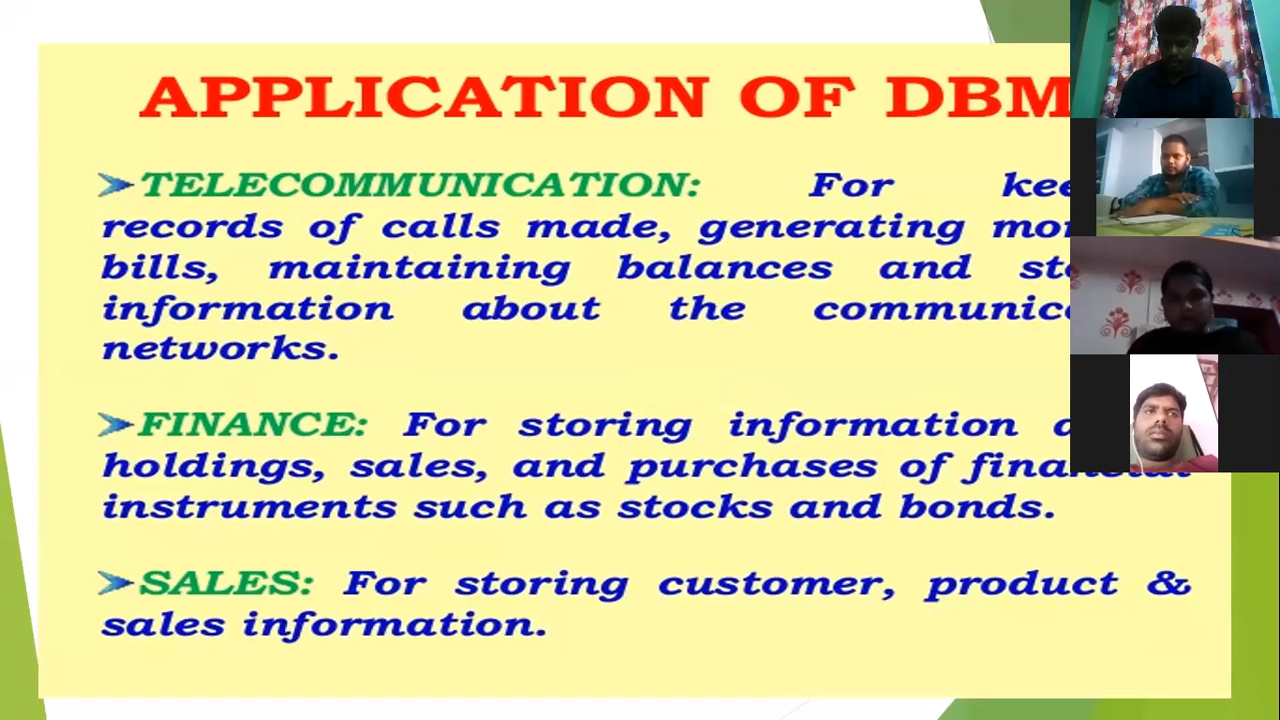 APPLICATION OF DBM
TELECOMMUNICATION: For
records of calls made, generating
bills, maintaining balances and
information about the
networks.
FINANCE: For storing information
holdings, sales, and purchases of financial
instruments such as stocks and bonds.
SALES: For storing customer, product &
sales information.